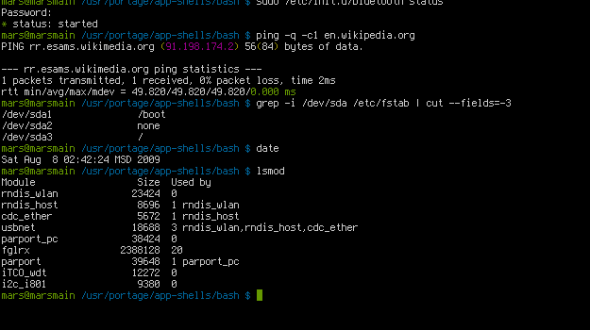 mars@marsmain /usr/portage/app-shells/bash $ sudo /etc/init.d/bluetooth status
Password:
* status: started
mars@marsmain /usr/portage/app-shells/bash $ ping -q -c1 en.wikipedia.org
PING rr.esams.wikimedia.org (91.198.174.2) 56(84) bytes of data.
--- rr.esams.wikimedia.org ping statistics ---
1 packets transmitted, 1 received, 0% packet loss, time 2ms
rtt min/avg/max/mdev = 49.820/49.820/49.820/0.000 ms
mars@marsmain /usr/portage/app-shells/bash $ grep -i /dev/sda /etc/fstab | cut --fields=-3
/dev/sda1 /boot
/dev/sda2 none
/dev/sda3 /
mars@marsmain /usr/portage/app-shells/bash $ date
Sat Aug 8 02:42:24 MSD 2009
mars@marsmain /usr/portage/app-shells/bash $ lsmod
Module Size Used by
rndis_wlan 23424 0
rndis_host 8696 1 rndis_wlan
cdc_ether 5672 1 rndis_host
usbnet 18688 3 rndis_wlan,rndis_host,cdc_ether
parport_pc 38424 0
fglrx 2388128 20
parport 39648 1 parport_pc
iTCO_wdt 12272 0
i2c_i801 9380 0
mars@marsmain /usr/portage/app-shells/bash $